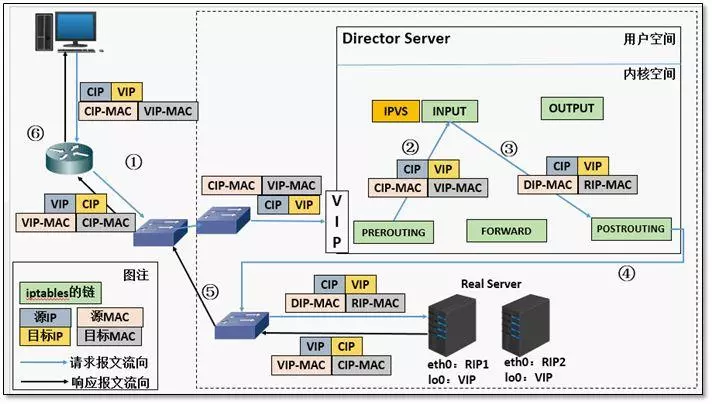 Director Server
用户空间
内核空间
IPVS
INPUT
OUTPUT
CIP VIP
CIP-MAC VIP-MAC
⑥
①
②
③
CIP VIP
CIP-MAC VIP-MAC
CIP VIP
DIP-MAC RIP-MAC
CIP-MAC VIP-MAC
CIP VIP
VIP CIP
VIP-MAC CIP-MAC
VIP
PREROUTING
FORWARD
POSTROUTING
④
⑤
图注
iptables的链
源IP
源MAC
目标IP
目标MAC
请求报文流向
响应报文流向
CIP VIP
DIP-MAC RIP-MAC
VIP CIP
VIP-MAC CIP-MAC
Real Server
eth0：RIP1
lo0：VIP
eth0：RIP2
lo0：VIP